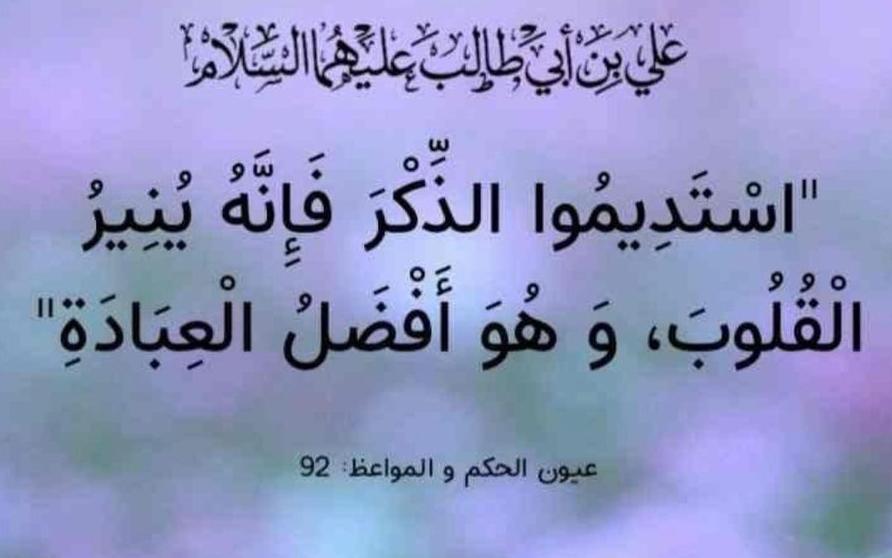 علي بن أبي طالب عليهما السلام
"اسْتَدِيمُوا الذِّكْرَ فَإِنَّهُ يُنِيرُ
الْقُلُوبَ، وَ هُوَ أَفْضَلُ الْعِبَادَةِ"
عيون الحكم و المواعظ: 92